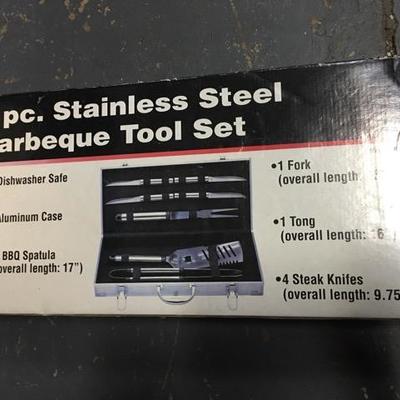 pc. Stainless Steel
arbeque Tool Set
Dishwasher Safe
Aluminum Case
BBQ Spatula
overall length: 17")
•1 Fork
(overall length:
•1 Tong
(overall length: 16
•4 Steak Knifes
(overall length: 9.75